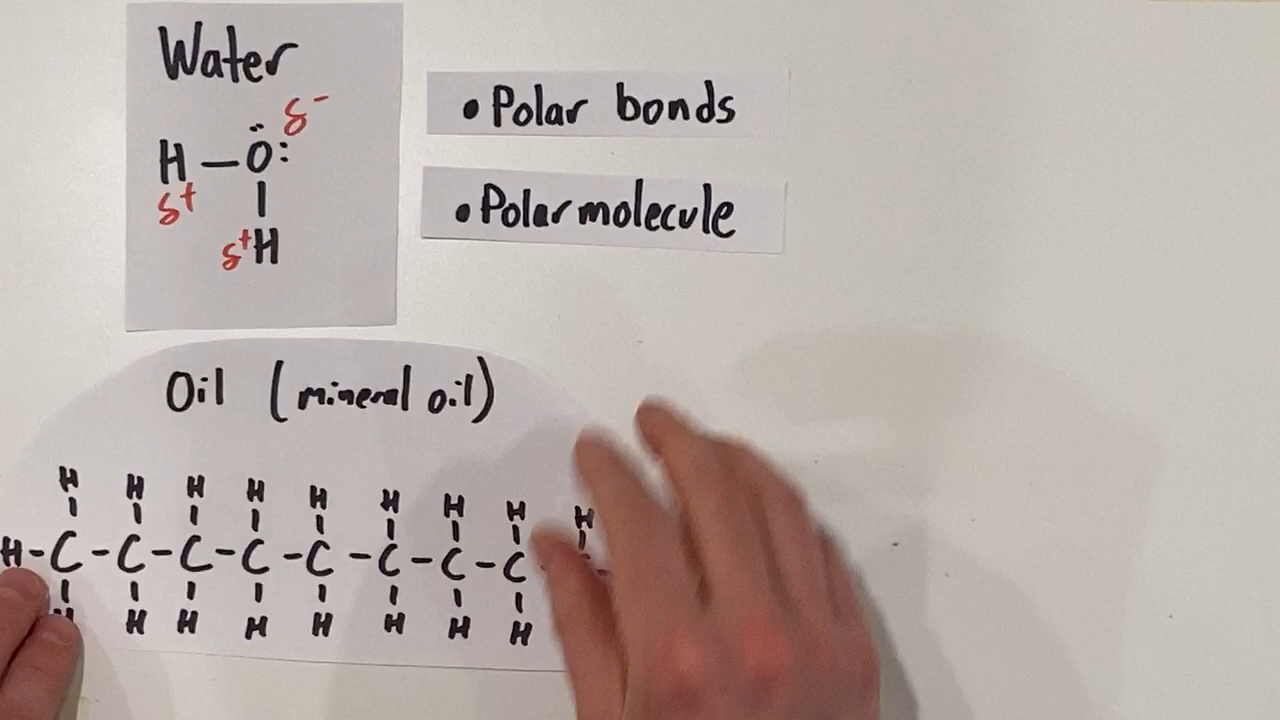 Water
δ-
H – O:
δ+ |
δ+ H
• Polar bonds
• Polar molecule
Oil (mineral oil)
H H H H H H H H H
H-C-C-C-C-C-C-C-C
H H H H H H H